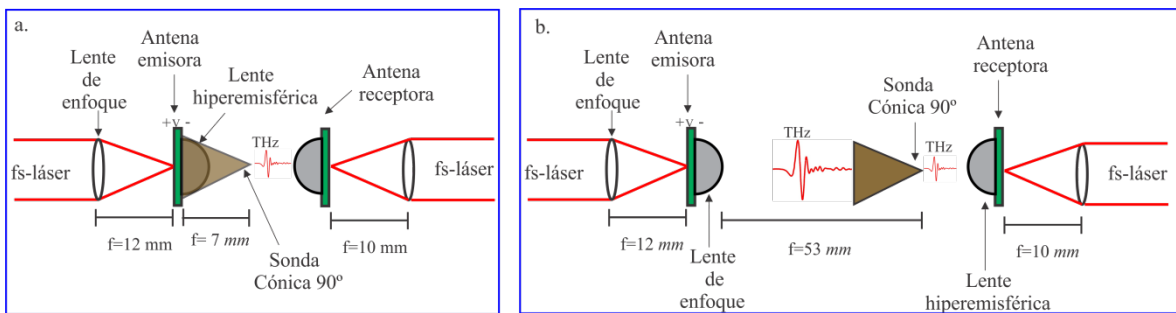 a.
Lente
de
enfoque
Antena
emisora
Lente
hiperemisférica
Antena
receptora
+v -
THz
fs-láser
fs-láser
f=12 mm
f= 7 mm
f=10 mm
Sonda
Cónica 90º
b.
Lente
de
enfoque
Antena
emisora
Antena
receptora
Sonda
Cónica 90º
+v -
THz
THz
fs-láser
fs-láser
f=12 mm
f=53 mm
f=10 mm
Lente
de
enfoque
Lente
hiperemisférica